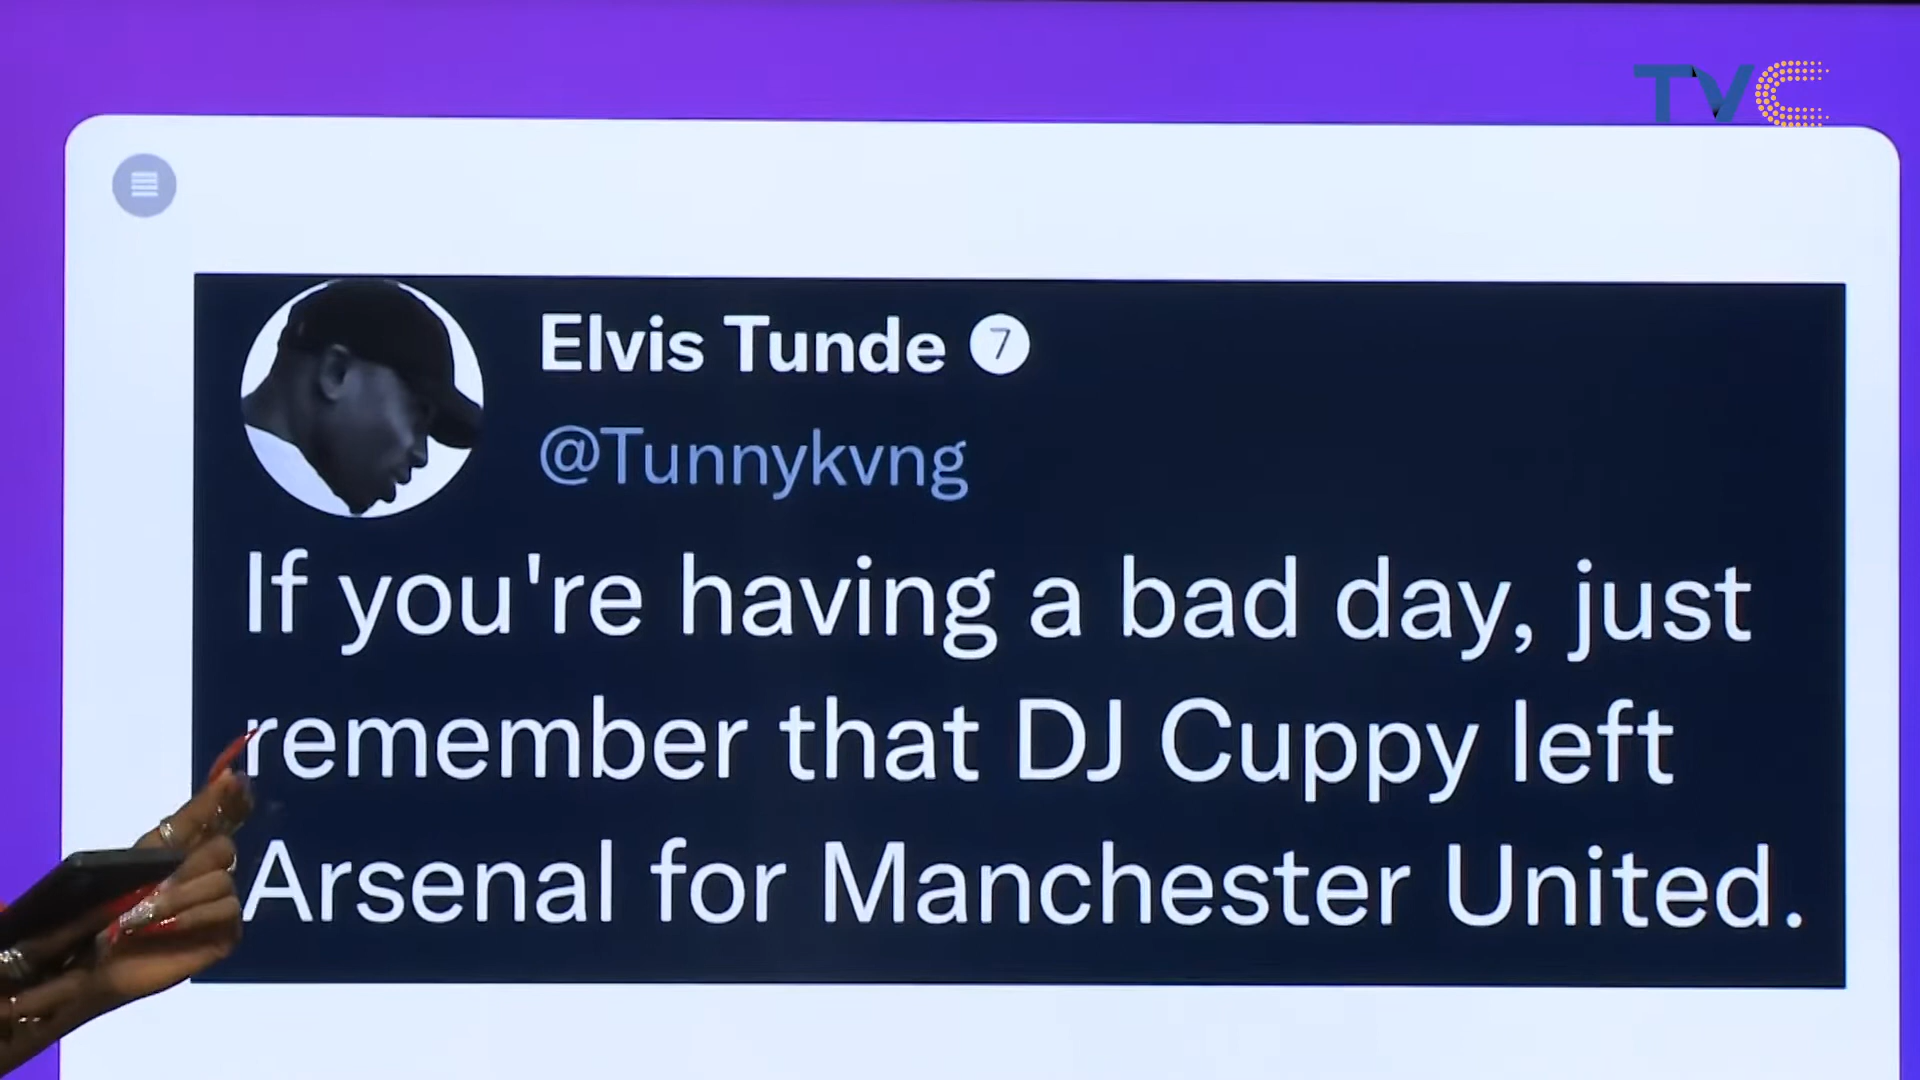 TVC
Elvis Tunde 7
@Tunnykvng
If you're having a bad day, just
remember that DJ Cuppy left
Arsenal for Manchester United.